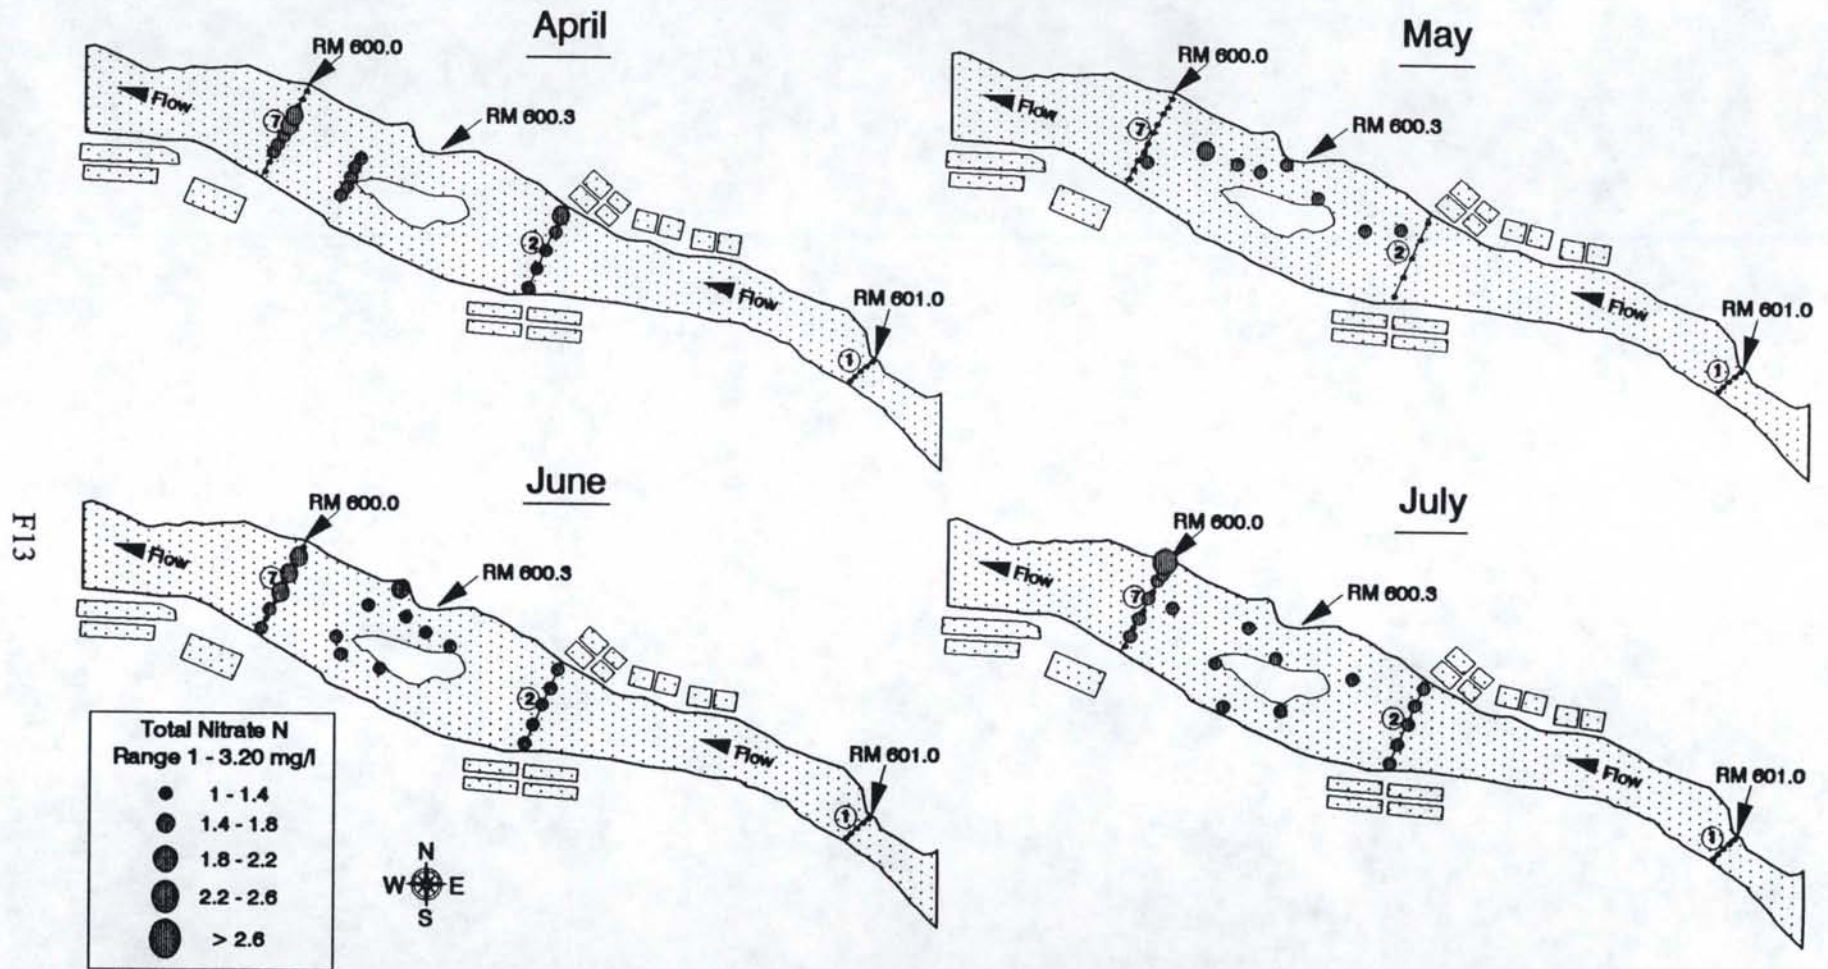 April
RM 600.0
RM 600.3
Flow
7
2
Flow
RM 601.0
1
May
RM 600.0
RM 600.3
Flow
7
2
Flow
RM 601.0
1
June
RM 600.0
RM 600.3
Flow
7
2
Flow
RM 601.0
1
July
RM 600.0
RM 600.3
Flow
7
2
Flow
RM 601.0
1
F13
Total Nitrate N
Range 1 - 3.20 mg/l
1 - 1.4
1.4 - 1.8
1.8 - 2.2
2.2 - 2.6
> 2.6
N
W E
S